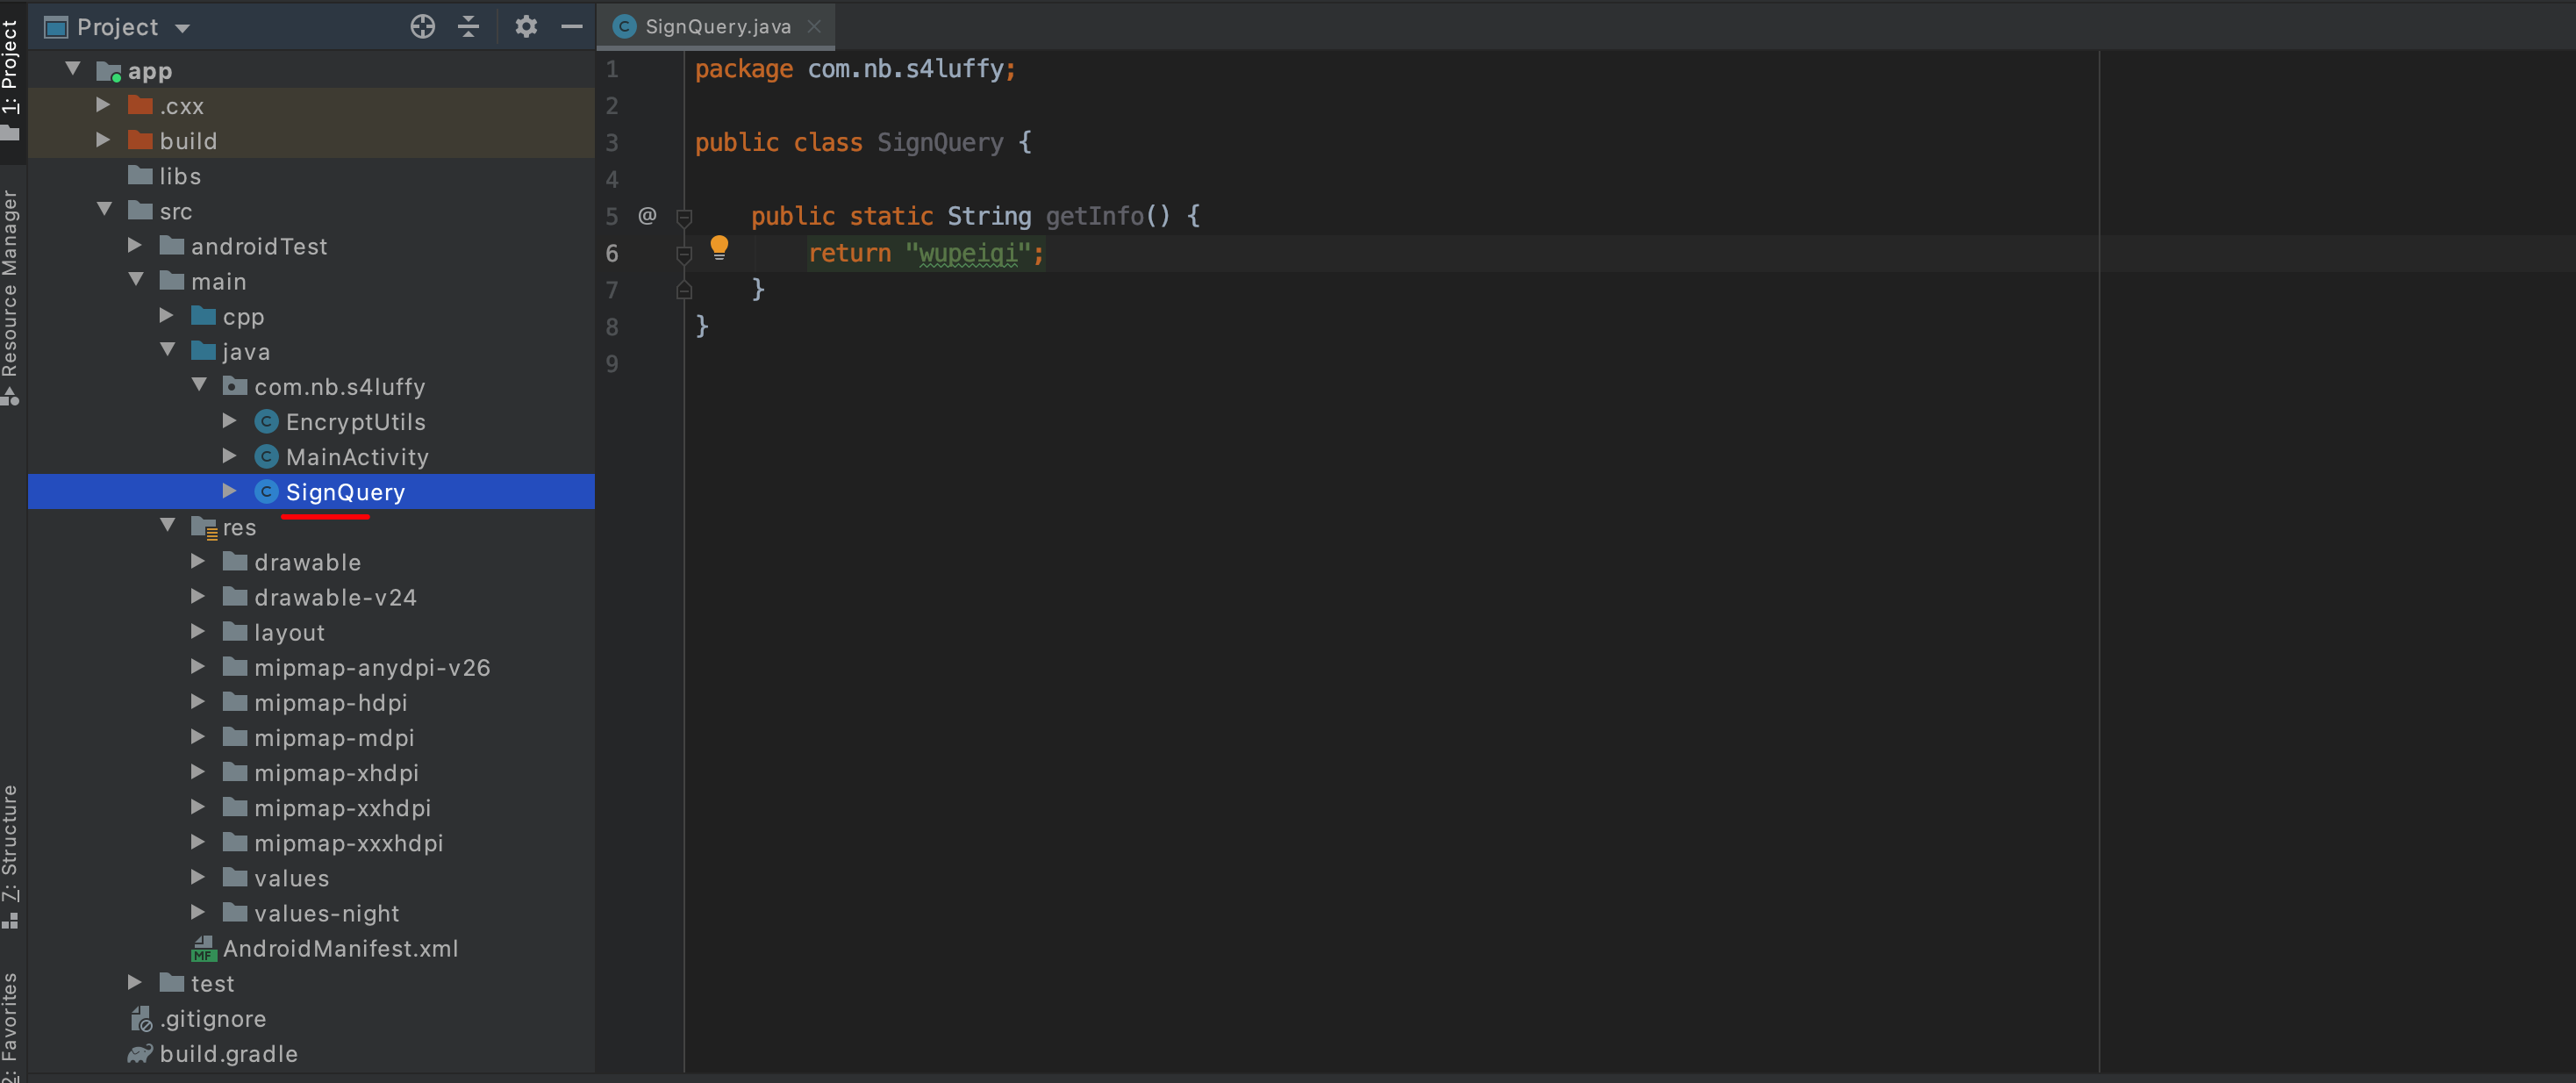 Project
SignQuery.java
1: Project
Resource Manager
7: Structure
2: Favorites
app
.cxx
build
libs
src
androidTest
main
cpp
java
com.nb.s4luffy
EncryptUtils
MainActivity
SignQuery
res
drawable
drawable-v24
layout
mipmap-anydpi-v26
mipmap-hdpi
mipmap-mdpi
mipmap-xhdpi
mipmap-xxhdpi
mipmap-xxxhdpi
values
values-night
AndroidManifest.xml
test
.gitignore
build.gradle
1 package com.nb.s4luffy;
2
3 public class SignQuery {
4
5 @ public static String getInfo() {
6 return "wupeiqi";
7 }
8 }
9